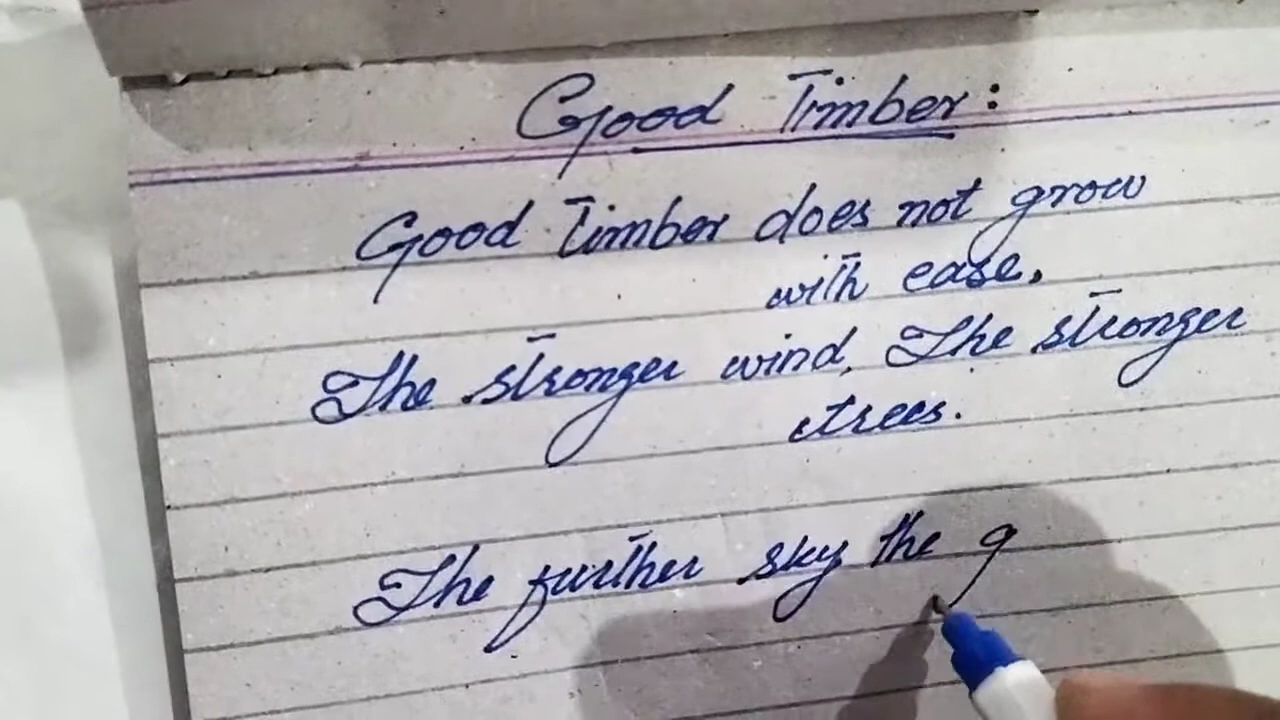 Good Timber:
Good Timber does not grow
with ease,
The stronger wind, The stronger
trees.
The further sky the g